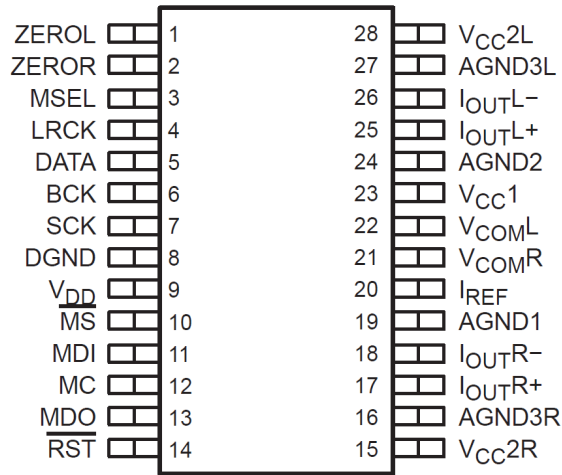 ZEROL 1 28 VCC2L
ZEROR 2 27 AGND3L
MSEL 3 26 IOUTL−
LRCK 4 25 IOUTL+
DATA 5 24 AGND2
BCK 6 23 VCC1
SCK 7 22 VCOML
DGND 8 21 VCOMR
VDD 9 20 IREF
MS 10 19 AGND1
MDI 11 18 IOUTR−
MC 12 17 IOUTR+
MDO 13 16 AGND3R
RST 14 15 VCC2R